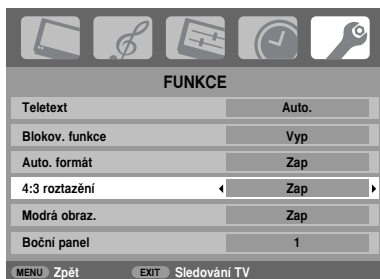 FUNKCE
Teletext Auto.
Blokov. funkce Vyp
Auto. formát Zap
4:3 roztazění Zap
Modrá obraz. Zap
Boční panel 1
MENU Zpět EXIT Sledování TV